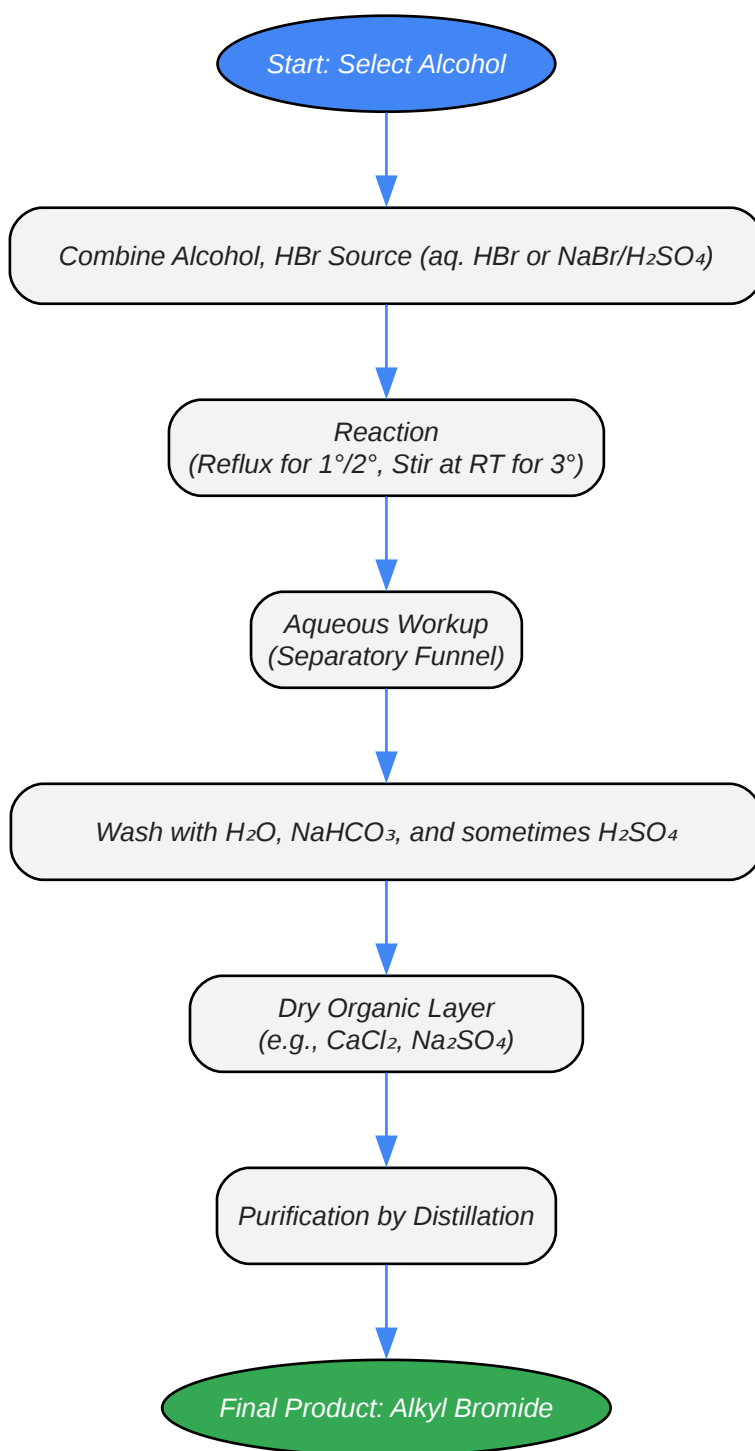 Start: Select Alcohol
Combine Alcohol, HBr Source (aq. HBr or NaBr/H₂SO₄)
Reaction
(Reflux for 1°/2°, Stir at RT for 3°)
Aqueous Workup
(Separatory Funnel)
Wash with H₂O, NaHCO₃, and sometimes H₂SO₄
Dry Organic Layer
(e.g., CaCl₂, Na₂SO₄)
Purification by Distillation
Final Product: Alkyl Bromide